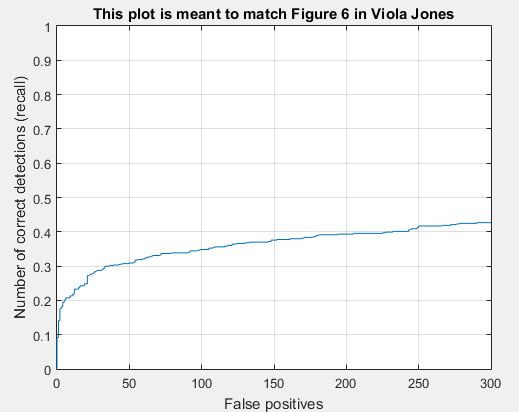 This plot is meant to match Figure 6 in Viola Jones
1
0.9
0.8
0.7
0.6
0.5
0.4
0.3
0.2
0.1
0
Number of correct detections (recall)
0 50 100 150 200 250 300
False positives